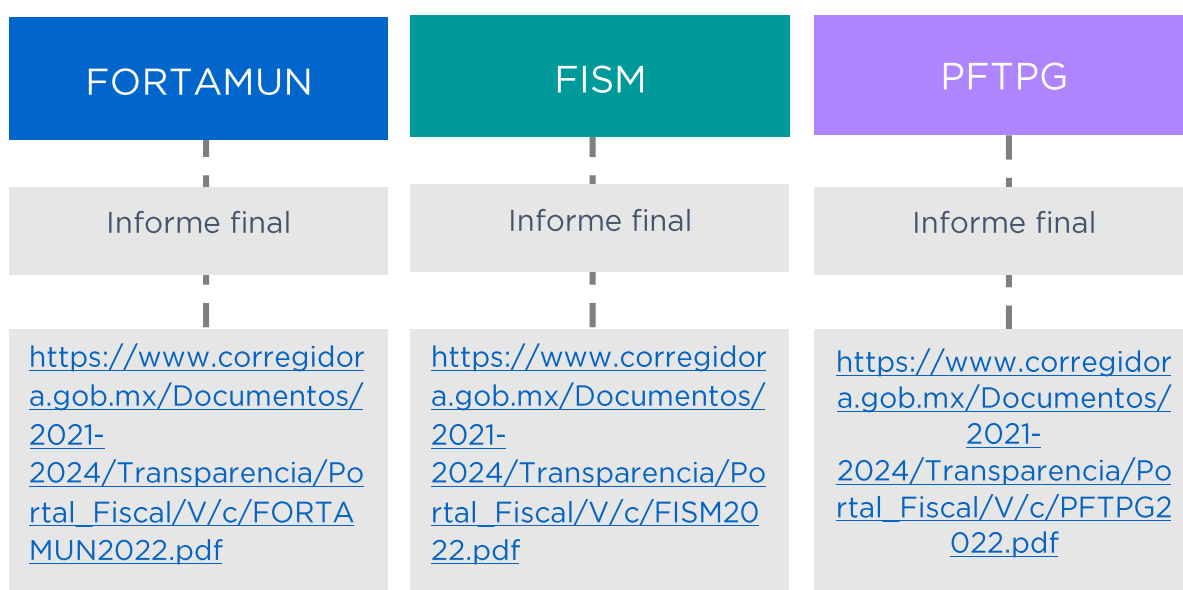 FORTAMUN
Informe final
https://www.corregidor
a.gob.mx/Documentos/
2021-
2024/Transparencia/Po
rtal_Fiscal/V/c/FORTA
MUN2022.pdf
FISM
Informe final
https://www.corregidor
a.gob.mx/Documentos/
2021-
2024/Transparencia/Po
rtal_Fiscal/V/c/FISM20
22.pdf
PFTPG
Informe final
https://www.corregidor
a.gob.mx/Documentos/
2021-
2024/Transparencia/Po
rtal_Fiscal/V/c/PFTPG2
022.pdf